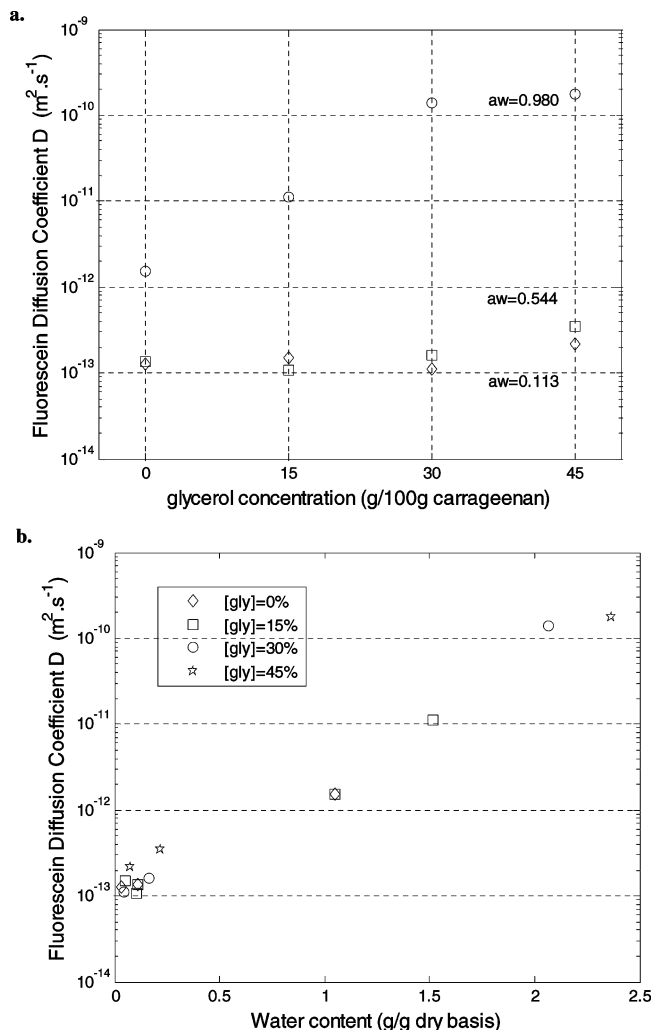 a.
Fluorescein Diffusion Coefficient D (m².s⁻¹)
10⁻⁹
10⁻¹⁰
10⁻¹¹
10⁻¹²
10⁻¹³
10⁻¹⁴
aw=0.980
aw=0.544
aw=0.113
0 15 30 45
glycerol concentration (g/100g carrageenan)
b.
Fluorescein Diffusion Coefficient D (m².s⁻¹)
10⁻⁹
10⁻¹⁰
10⁻¹¹
10⁻¹²
10⁻¹³
10⁻¹⁴
[gly]=0%
[gly]=15%
[gly]=30%
[gly]=45%
0 0.5 1 1.5 2 2.5
Water content (g/g dry basis)